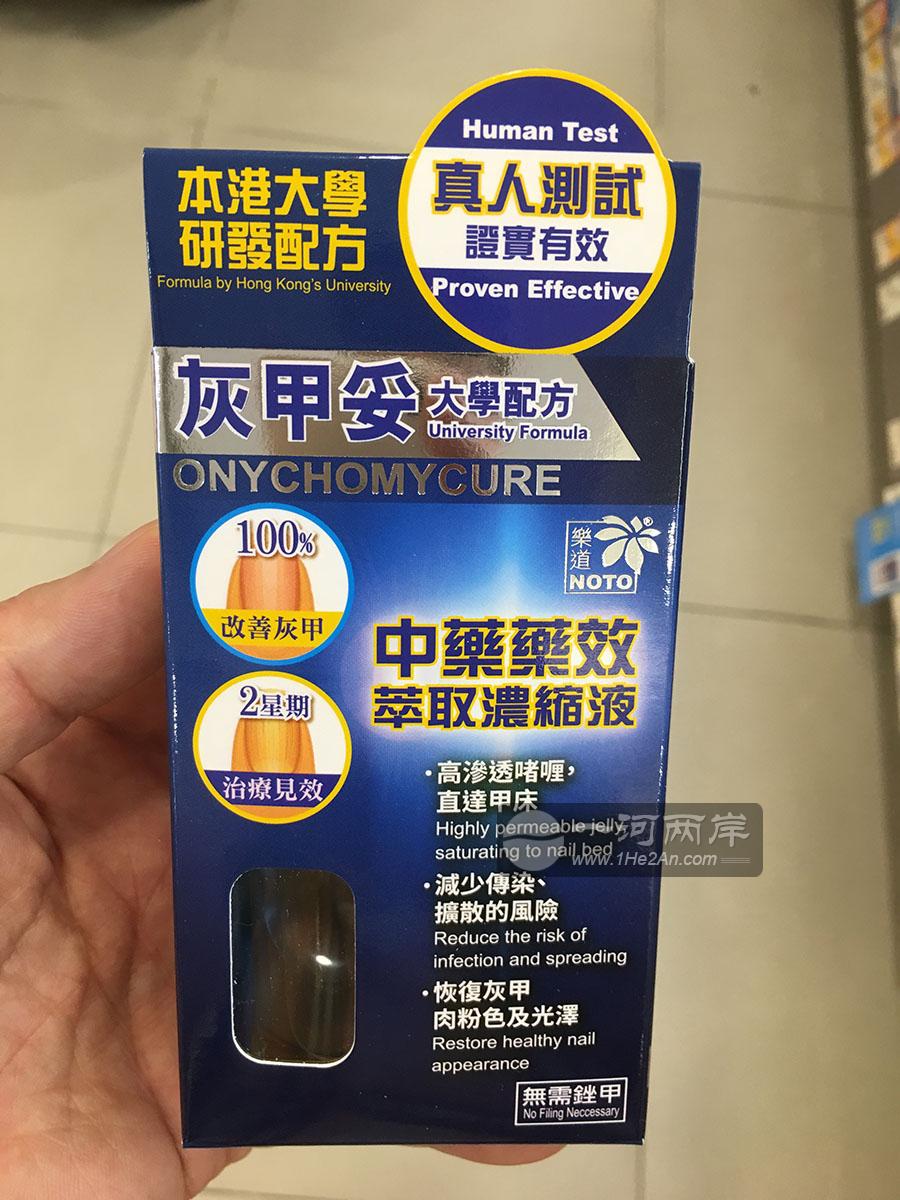 Human Test
真人測試
證實有效
Proven Effective
本港大學
研發配方
Formula by Hong Kong's University
灰甲妥
大學配方
University Formula
ONYCHOMYCURE
100%
改善灰甲
樂道
NOTO®
2星期
治療見效
中藥藥效
萃取濃縮液
·高滲透啫喱，
直達甲床
Highly permeable jelly,
saturating to nail bed
一河两岸
www.1He2An.com
·減少傳染、
擴散的風險
Reduce the risk of
infection and spreading
·恢復灰甲
肉粉色及光澤
Restore healthy nail
appearance
無需銼甲
No Filing Neccessary